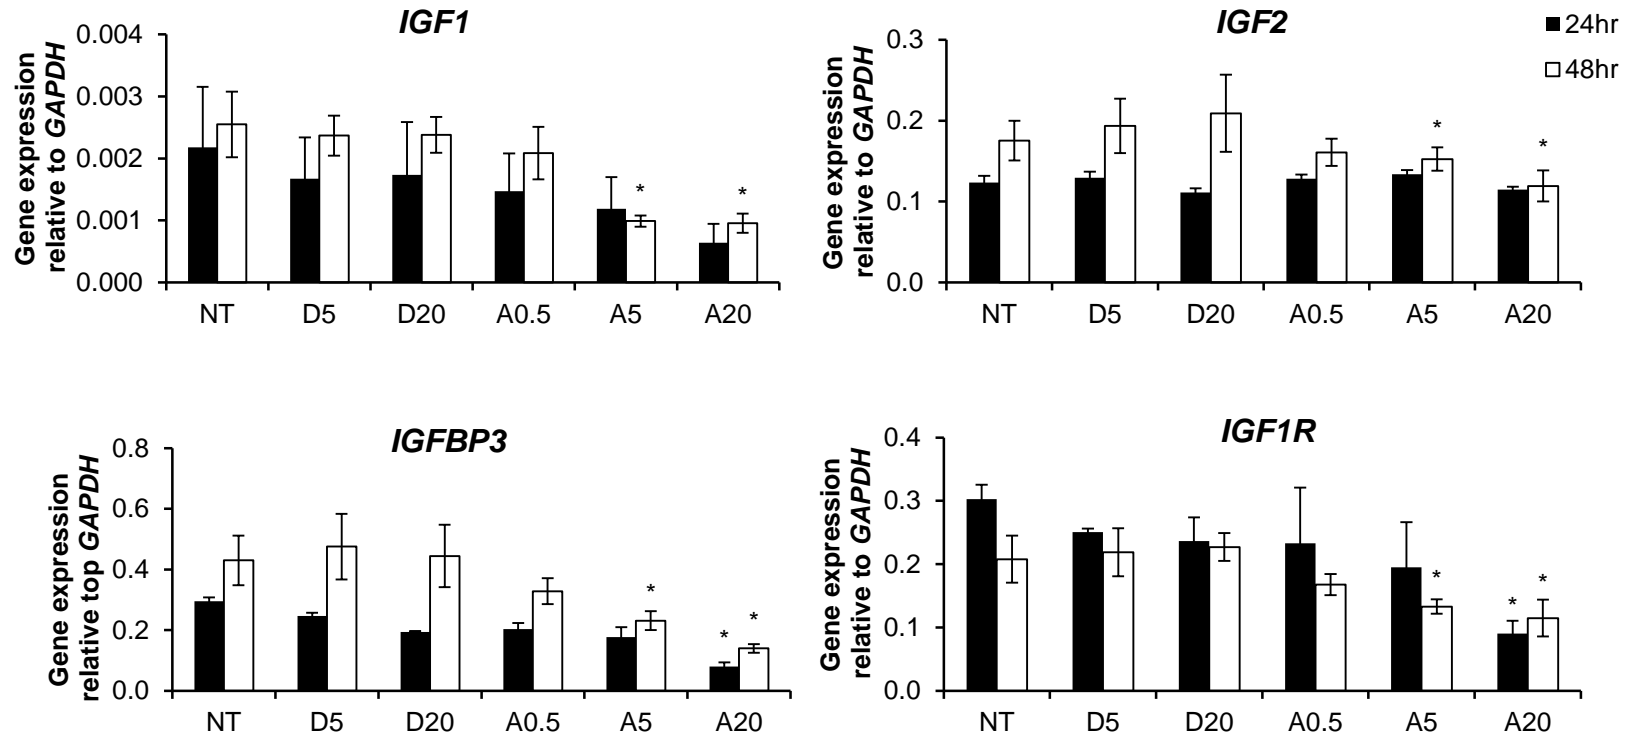 IGF1
Gene expression
relative to GAPDH
0.004
0.003
0.002
0.001
0.000
* *
NT D5 D20 A0.5 A5 A20
IGF2
24hr
48hr
Gene expression
relative to GAPDH
0.3
0.2
0.1
0.0
* *
NT D5 D20 A0.5 A5 A20
IGFBP3
Gene expression
relative top GAPDH
0.8
0.6
0.4
0.2
0.0
* * *
NT D5 D20 A0.5 A5 A20
IGF1R
Gene expression
relative to GAPDH
0.4
0.3
0.2
0.1
0.0
* * *
NT D5 D20 A0.5 A5 A20